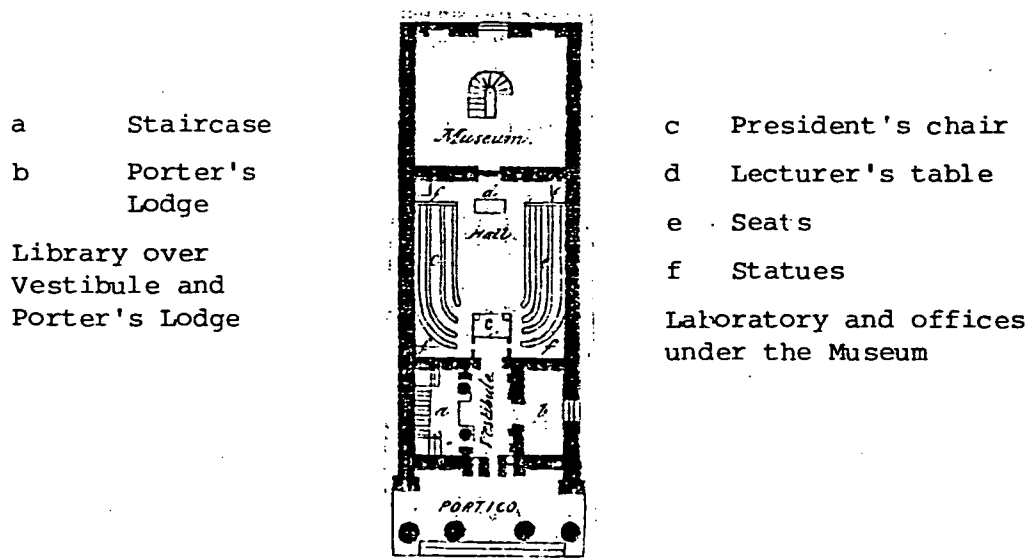 a Staircase
b Porter's
Lodge
Library over
Vestibule and
Porter's Lodge
Museum.
f d. f
Hall.
e e
c.
f f
a Vestibule b
PORTICO.
c President's chair
d Lecturer's table
e Seats
f Statues
Laboratory and offices
under the Museum